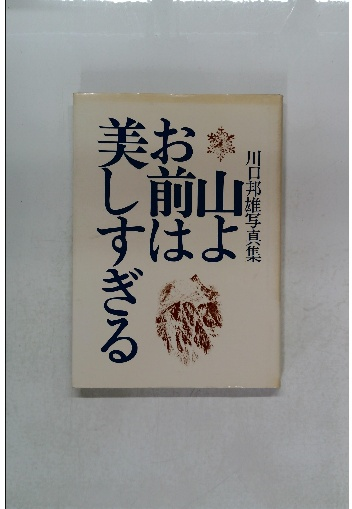 川口邦雄写真集
山よ
お前は
美しすぎる